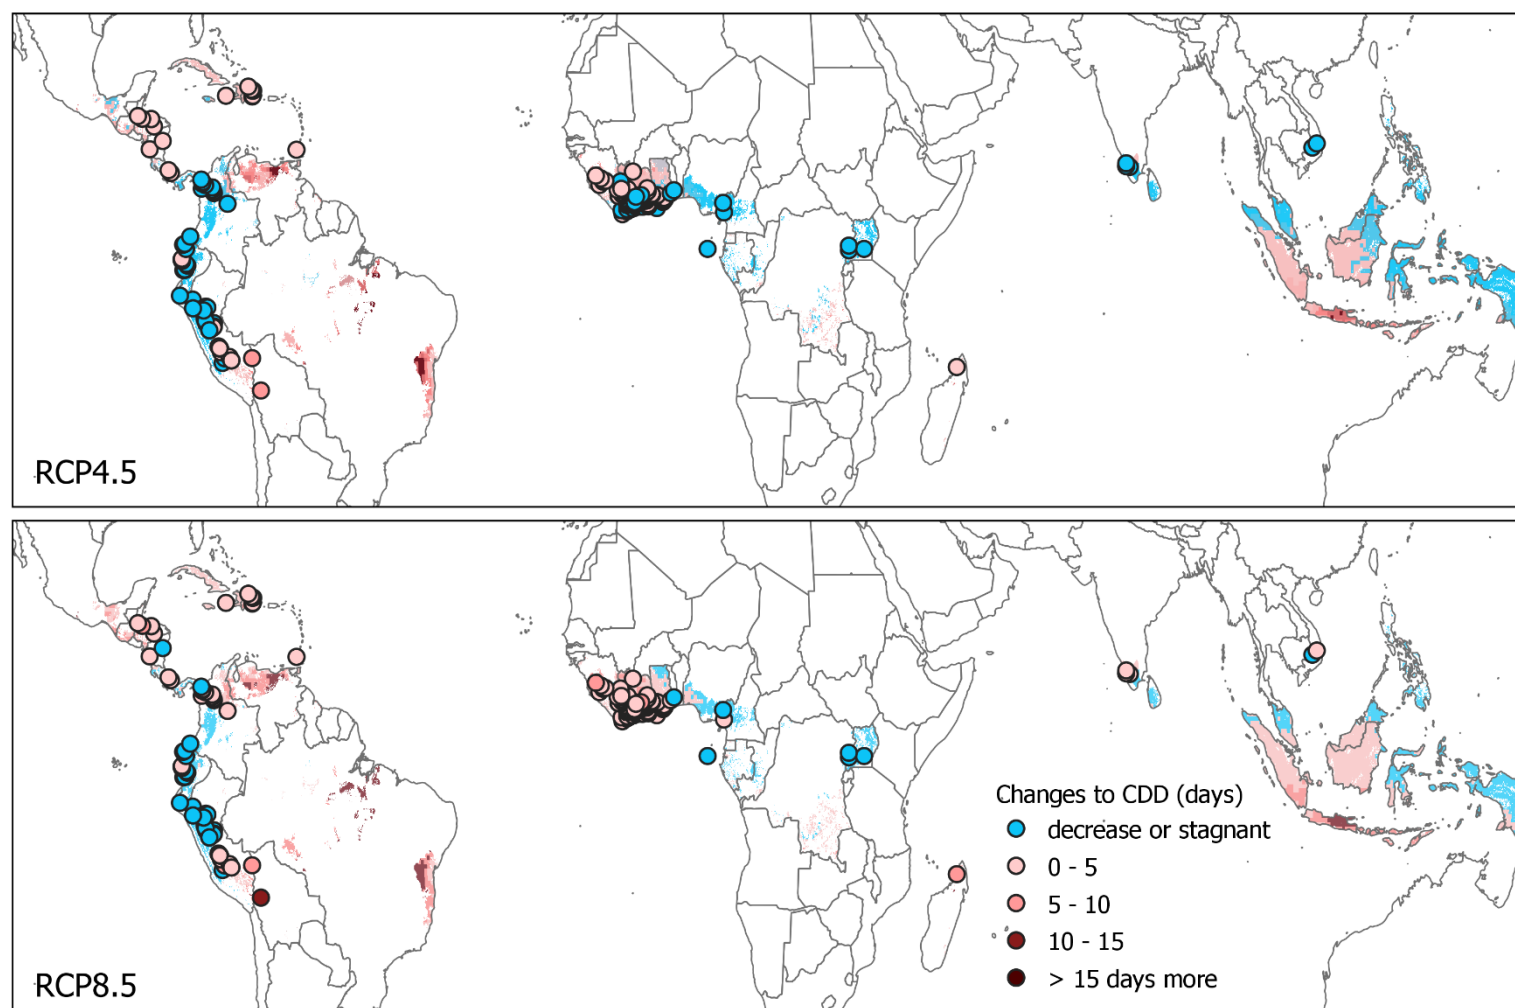 RCP4.5
Changes to CDD (days)
decrease or stagnant
0 - 5
5 - 10
10 - 15
> 15 days more
RCP8.5